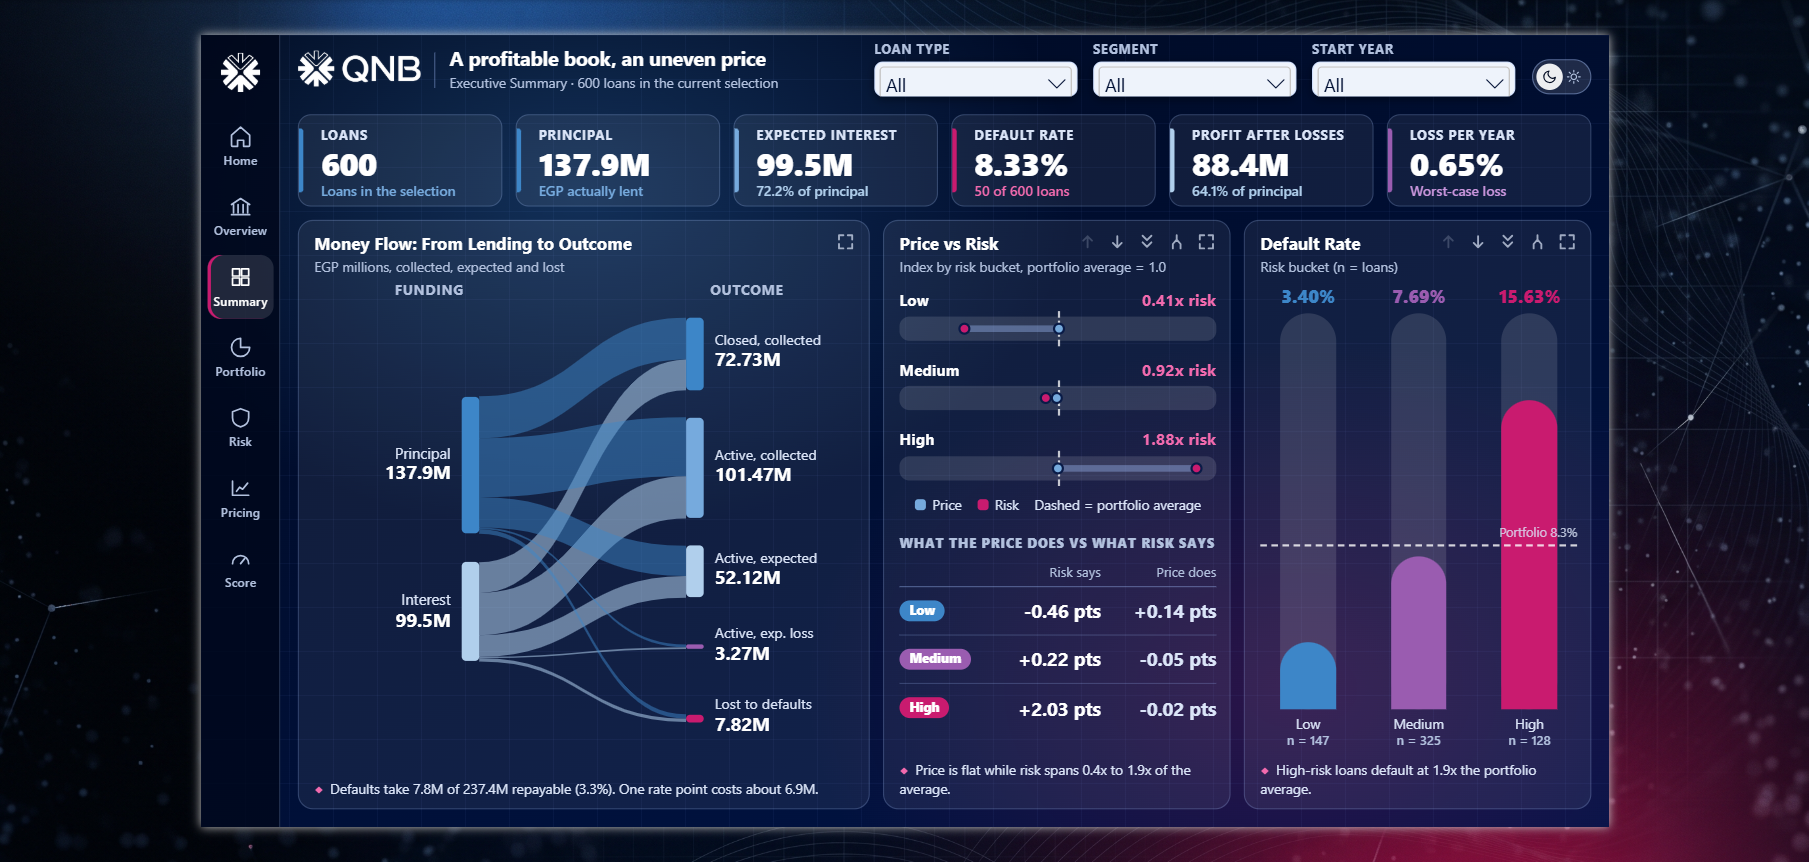 QNB
A profitable book, an uneven price
Executive Summary · 600 loans in the current selection
LOAN TYPE
All
SEGMENT
All
START YEAR
All
Home
Overview
Summary
Portfolio
Risk
Pricing
Score
LOANS
600
Loans in the selection
PRINCIPAL
137.9M
EGP actually lent
EXPECTED INTEREST
99.5M
72.2% of principal
DEFAULT RATE
8.33%
50 of 600 loans
PROFIT AFTER LOSSES
88.4M
64.1% of principal
LOSS PER YEAR
0.65%
Worst-case loss
Money Flow: From Lending to Outcome
EGP millions, collected, expected and lost
FUNDING
OUTCOME
Principal
137.9M
Interest
99.5M
Closed, collected
72.73M
Active, collected
101.47M
Active, expected
52.12M
Active, exp. loss
3.27M
Lost to defaults
7.82M
Defaults take 7.8M of 237.4M repayable (3.3%). One rate point costs about 6.9M.
Price vs Risk
Index by risk bucket, portfolio average = 1.0
Low 0.41x risk
Medium 0.92x risk
High 1.88x risk
Price Risk Dashed = portfolio average
WHAT THE PRICE DOES VS WHAT RISK SAYS
Risk says Price does
Low -0.46 pts +0.14 pts
Medium +0.22 pts -0.05 pts
High +2.03 pts -0.02 pts
Price is flat while risk spans 0.4x to 1.9x of the
average.
Default Rate
Risk bucket (n = loans)
3.40% 7.69% 15.63%
Portfolio 8.3%
Low Medium High
n = 147 n = 325 n = 128
High-risk loans default at 1.9x the portfolio
average.